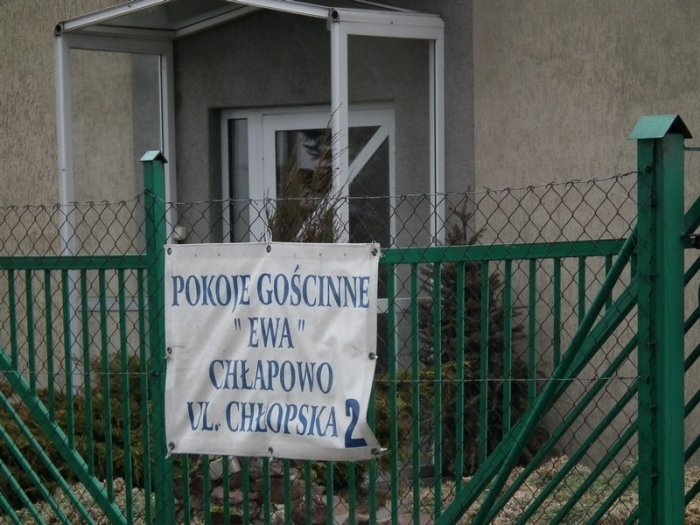 POKOJE GOŚCINNE
" EWA "
CHŁAPOWO
UL. CHŁOPSKA 2